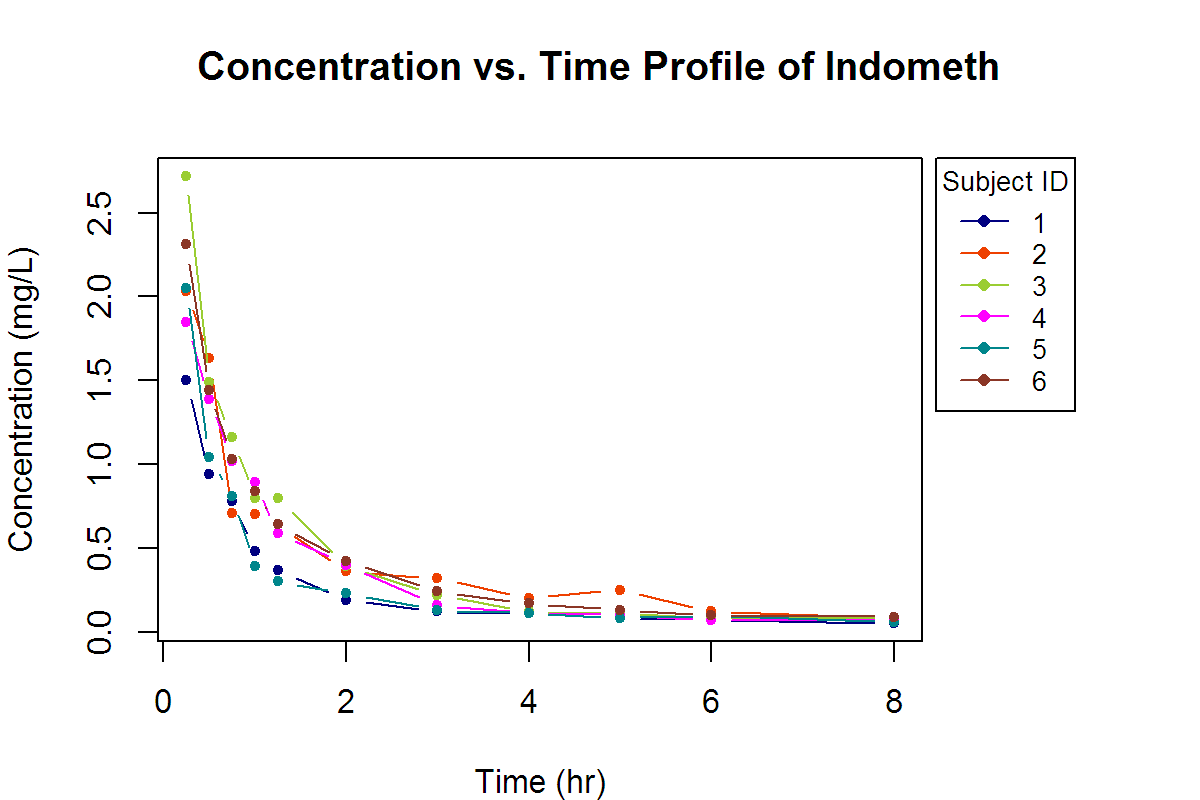 Concentration vs. Time Profile of Indometh
Concentration (mg/L)
2.5
2.0
1.5
1.0
0.5
0.0
0 2 4 6 8
Time (hr)
Subject ID
1
2
3
4
5
6